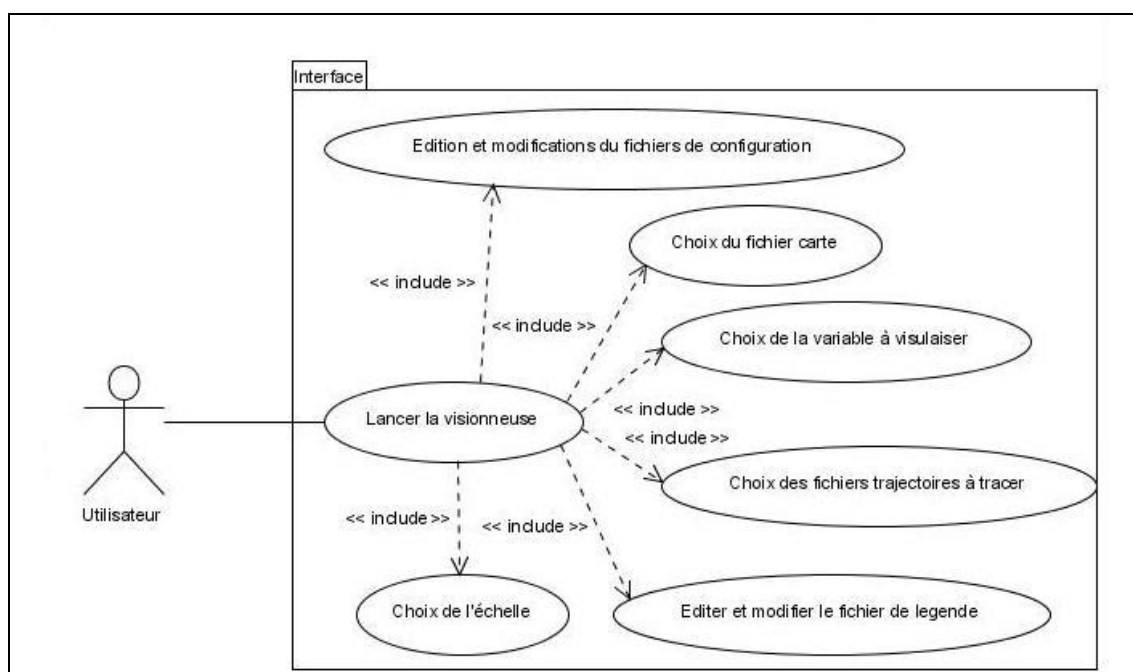 Interface
Edition et modifications du fichiers de configuration
Choix du fichier carte
<< include >>
<< include >>
Choix de la variable à visulaiser
Lancer la visionneuse
<< include >>
<< include >>
Choix des fichiers trajectoires à tracer
Utilisateur
<< include >>
<< include >>
Choix de l'échelle
Editer et modifier le fichier de legende